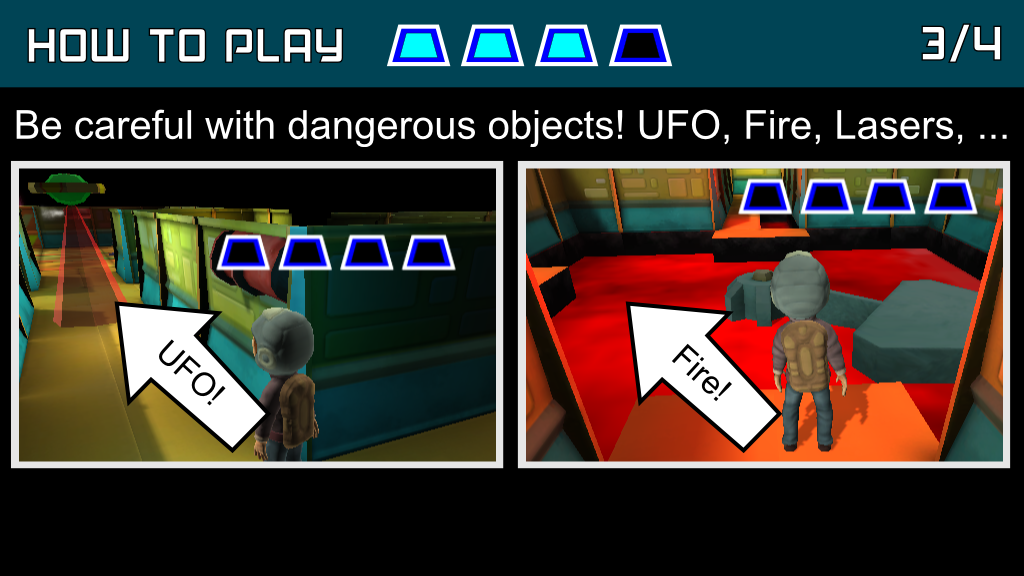 HOW TO PLAY
3/4
Be careful with dangerous objects! UFO, Fire, Lasers, ...
UFO!
Fire!